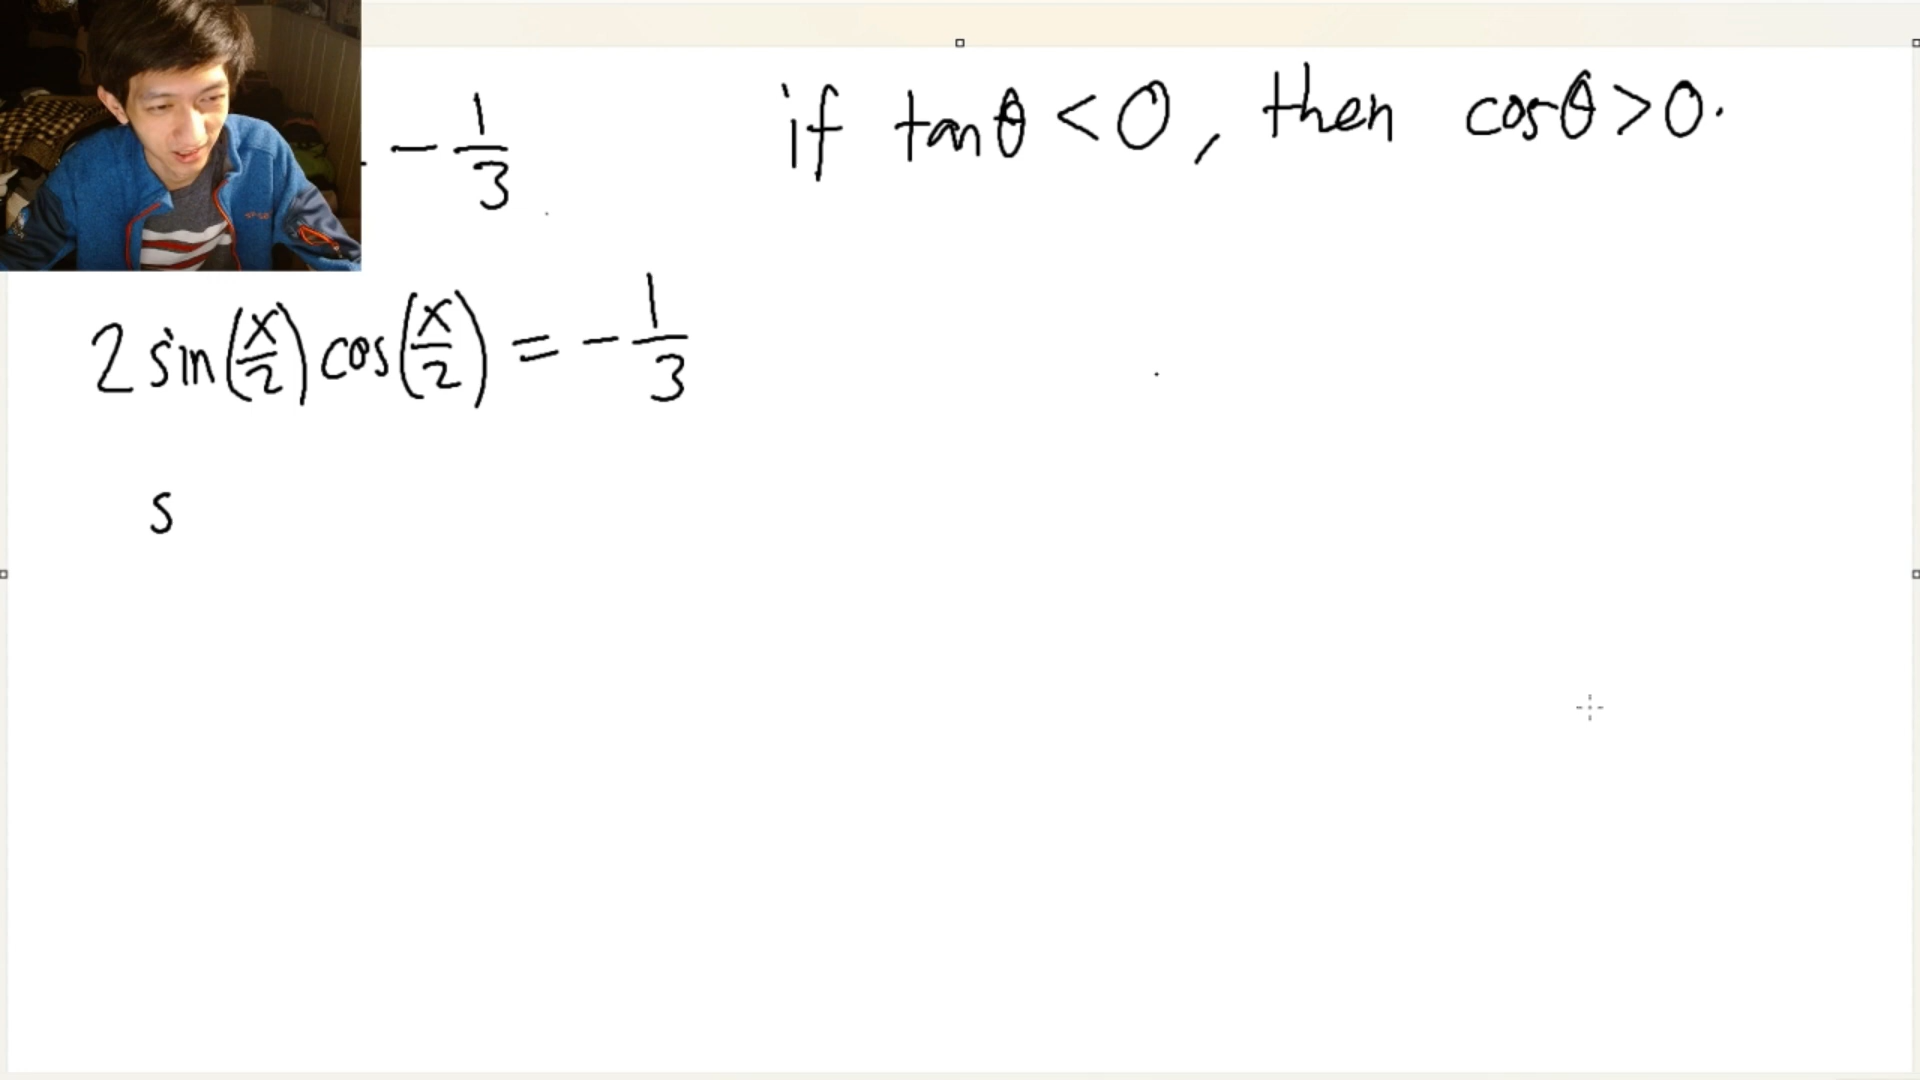 = -1/3
if tanθ < 0, then cosθ > 0.
2 sin(x/2) cos(x/2) = -1/3
s